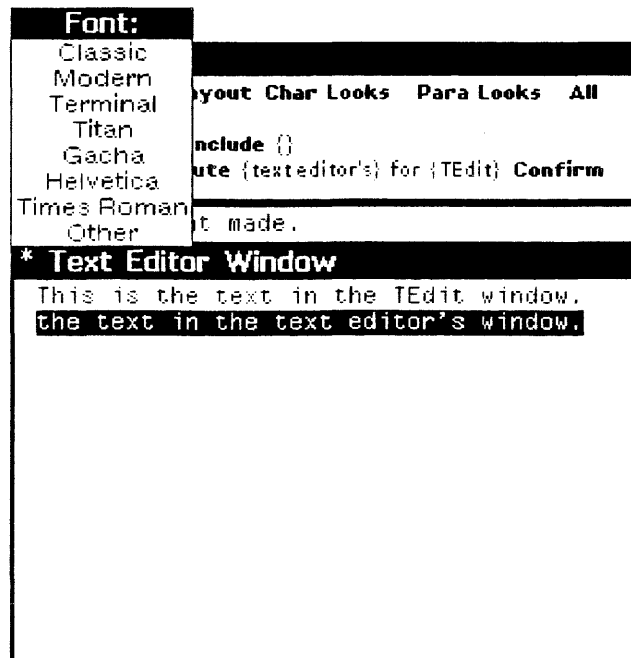 Font:
Classic
Modern
Terminal
Titan
Gacha
Helvetica
Times Roman
Other
yout Char Looks Para Looks All
nclude {}
ute {text editor's} for {TEdit} Confirm
t made.
* Text Editor Window
This is the text in the TEdit window.
the text in the text editor's window.